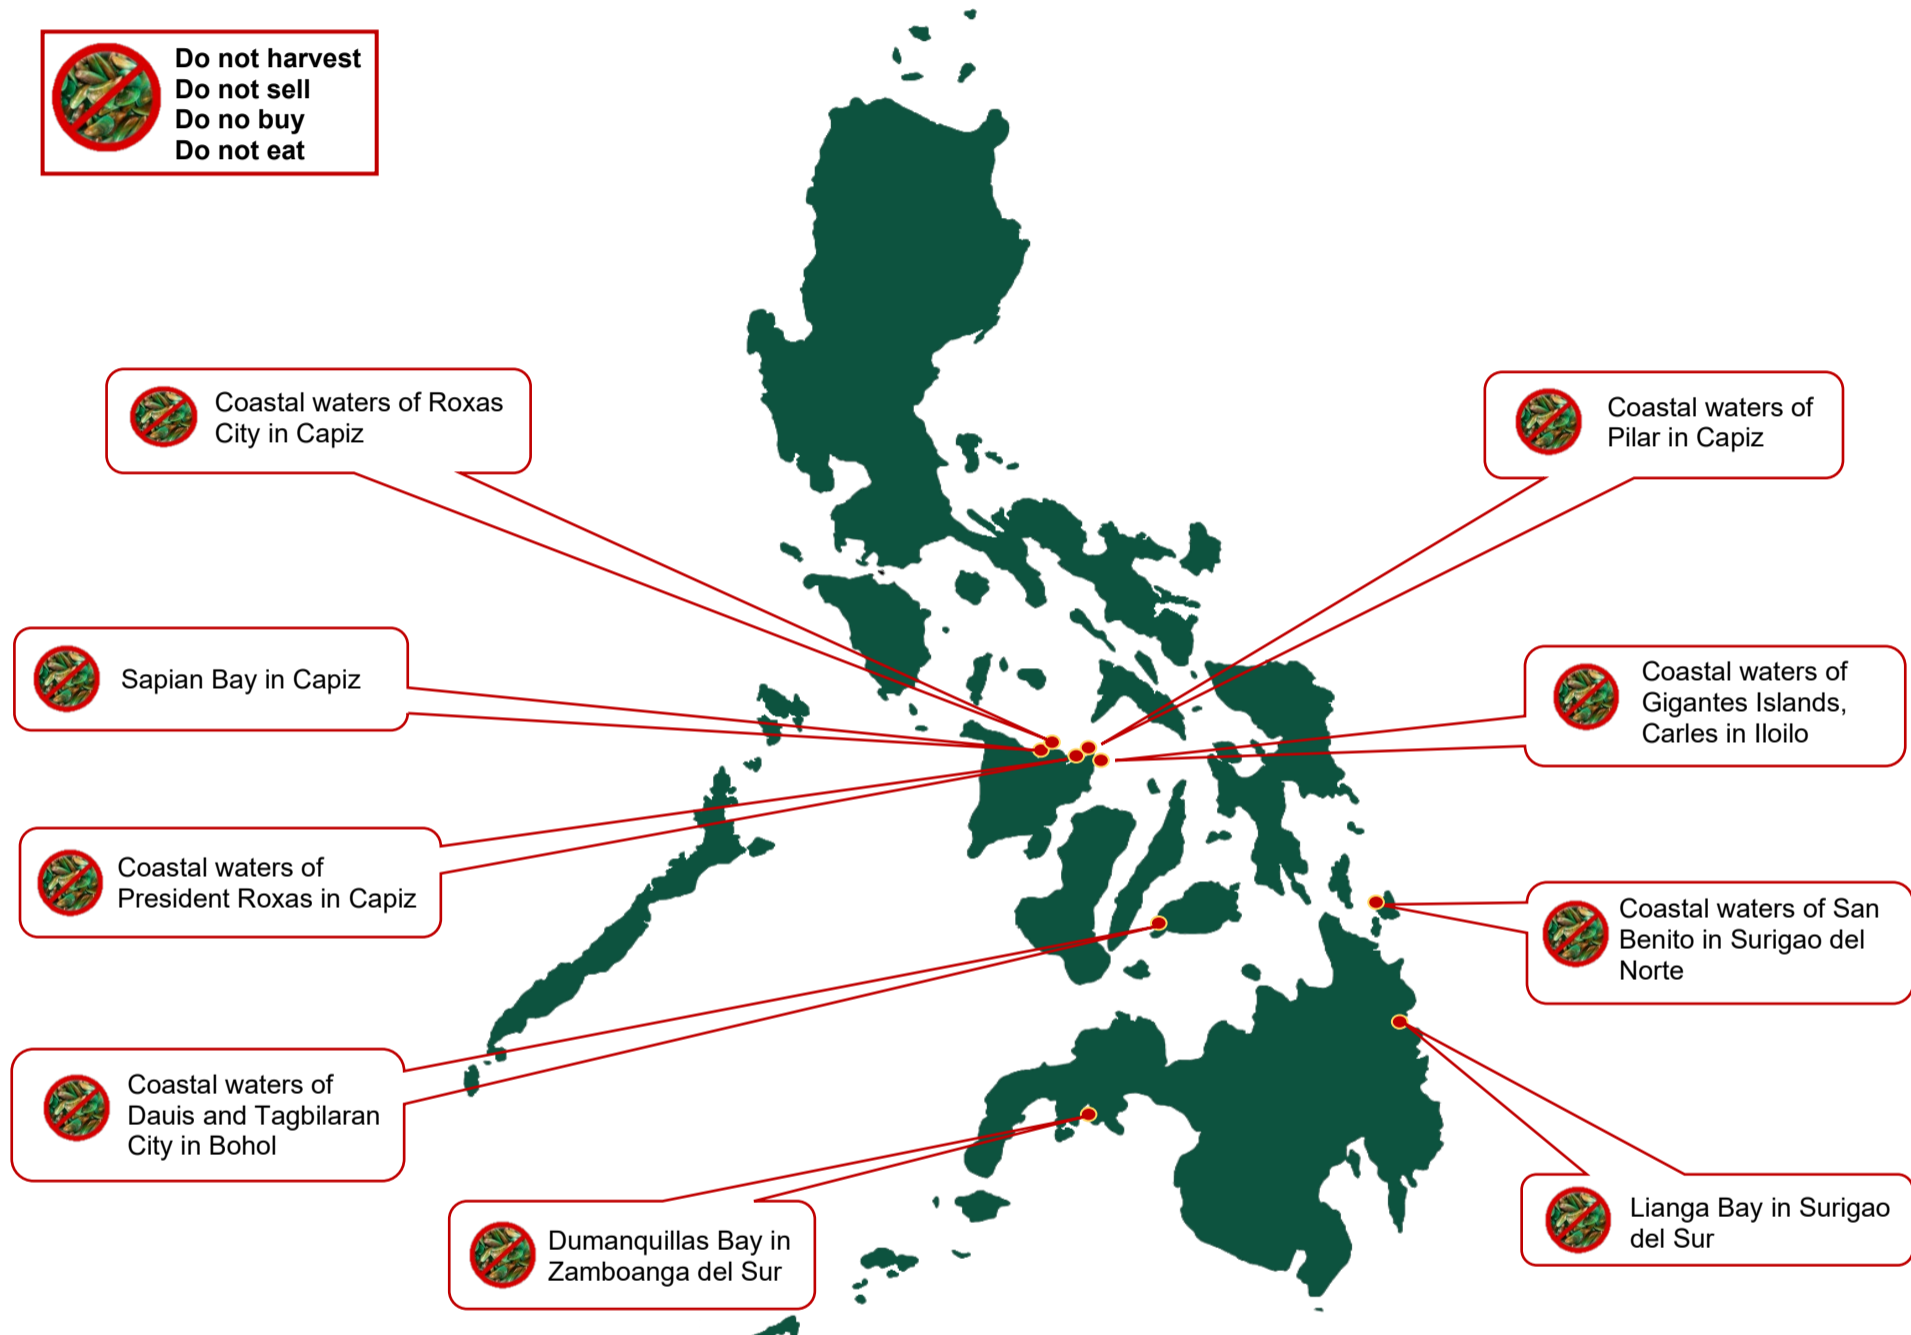 Do not harvest
Do not sell
Do no buy
Do not eat
Coastal waters of Roxas
City in Capiz
Coastal waters of
Pilar in Capiz
Sapian Bay in Capiz
Coastal waters of
Gigantes Islands,
Carles in Iloilo
Coastal waters of
President Roxas in Capiz
Coastal waters of San
Benito in Surigao del
Norte
Coastal waters of
Dauis and Tagbilaran
City in Bohol
Dumanquillas Bay in
Zamboanga del Sur
Lianga Bay in Surigao
del Sur